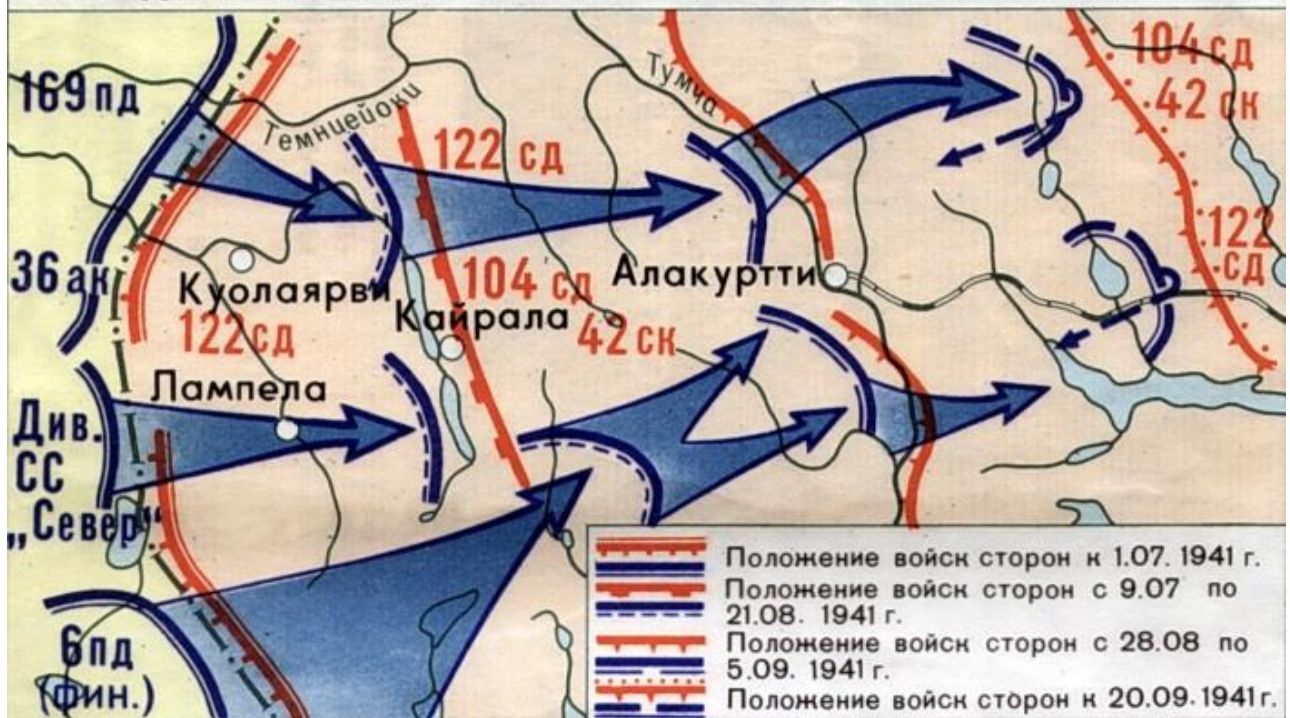 169 пд
Темнцейоки
122 сд
Тумча
104 сд
42 ск
122
сд
36 ак
Куолаярви
122 сд
104 сд
Кайрала
42 ск
Алакуртти
Лампела
Див.
СС
„Север“
6 пд
(фин.)
Положение войск сторон к 1.07. 1941 г.
Положение войск сторон с 9.07 по
21.08. 1941 г.
Положение войск сторон с 28.08 по
5.09. 1941 г.
Положение войск сторон к 20.09.1941г.